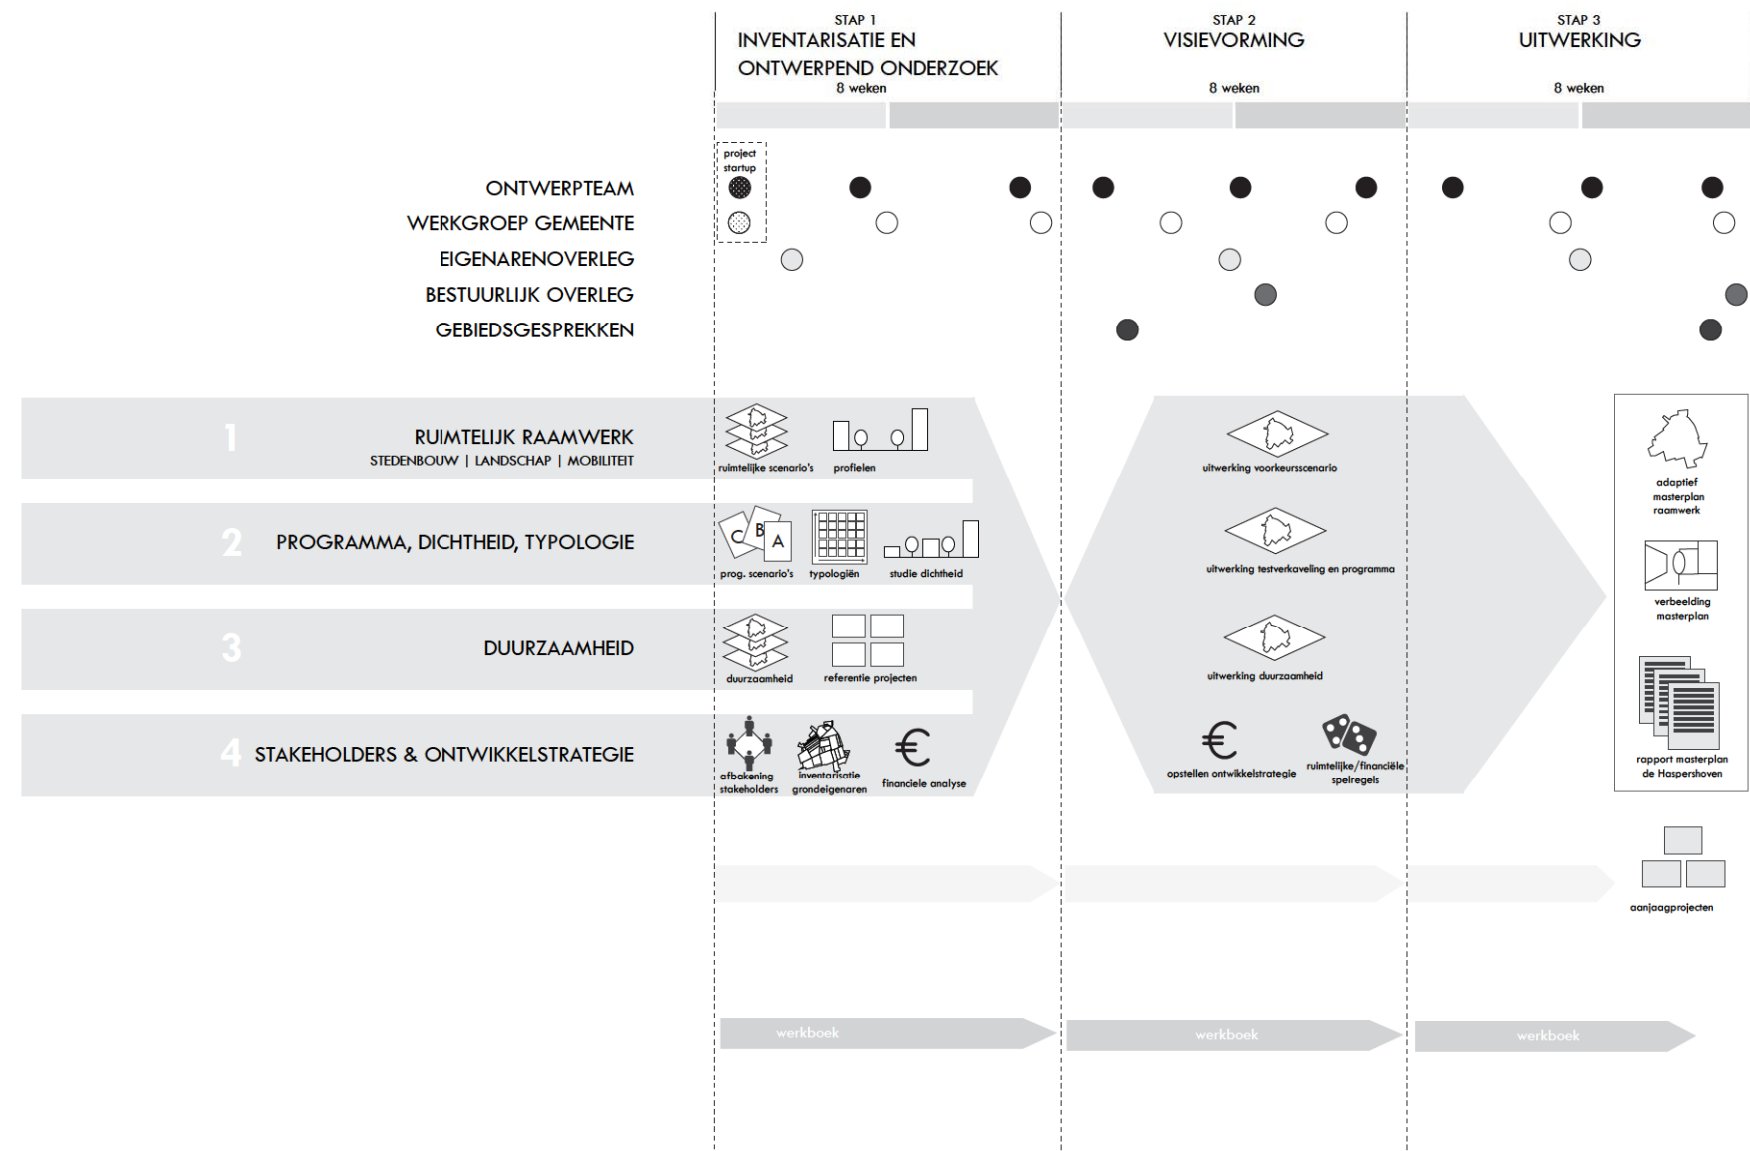 STAP 1
INVENTARISATIE EN
ONTWERPEND ONDERZOEK
8 weken
STAP 2
VISIEVORMING
8 weken
STAP 3
UITWERKING
8 weken
project
startup
ONTWERPTEAM
WERKGROEP GEMEENTE
EIGENARENOVERLEG
BESTUURLIJK OVERLEG
GEBIEDSGESPREKKEN
1
RUIMTELIJK RAAMWERK
STEDENBOUW | LANDSCHAP | MOBILITEIT
ruimtelijke scenario's
profielen
uitwerking voorkeursscenario
2
PROGRAMMA, DICHTHEID, TYPOLOGIE
C
B
A
prog. scenario's
typologiën
studie dichtheid
uitwerking testverkaveling en programma
3
DUURZAAMHEID
duurzaamheid
referentie projecten
uitwerking duurzaamheid
4
STAKEHOLDERS & ONTWIKKELSTRATEGIE
afbakening
stakeholders
inventarisatie
grondeigenaren
€
financiele analyse
€
opstellen ontwikkelstrategie
ruimtelijke/financiële
spelregels
adaptief
masterplan
raamwerk
verbeelding
masterplan
rapport masterplan
de Haspershoven
aanjaagprojecten
werkboek
werkboek
werkboek